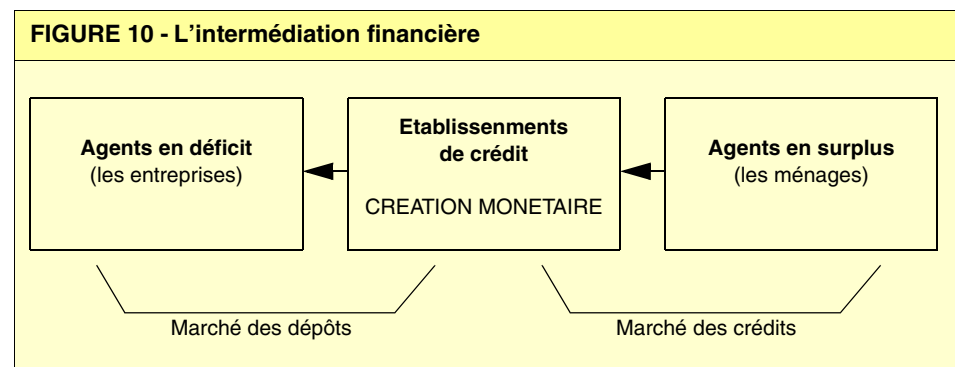 FIGURE 10 - L'intermédiation financière
Agents en déficit
(les entreprises)
Etablissenments
de crédit
CREATION MONETAIRE
Agents en surplus
(les ménages)
Marché des dépôts
Marché des crédits